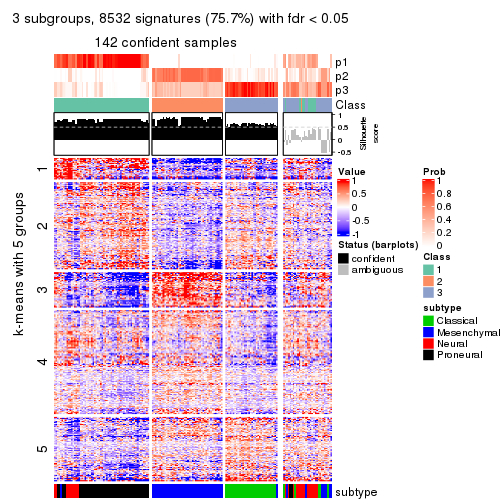 3 subgroups, 8532 signatures (75.7%) with fdr < 0.05
142 confident samples
p1
p2
p3
Class
1
0.5
0
-0.5
Silhouette
score
k-means with 5 groups
1
2
3
4
5
subtype
Value
1
0.5
0
-0.5
-1
Status (barplots)
confident
ambiguous
Prob
1
0.8
0.6
0.4
0.2
0
Class
1
2
3
subtype
Classical
Mesenchymal
Neural
Proneural